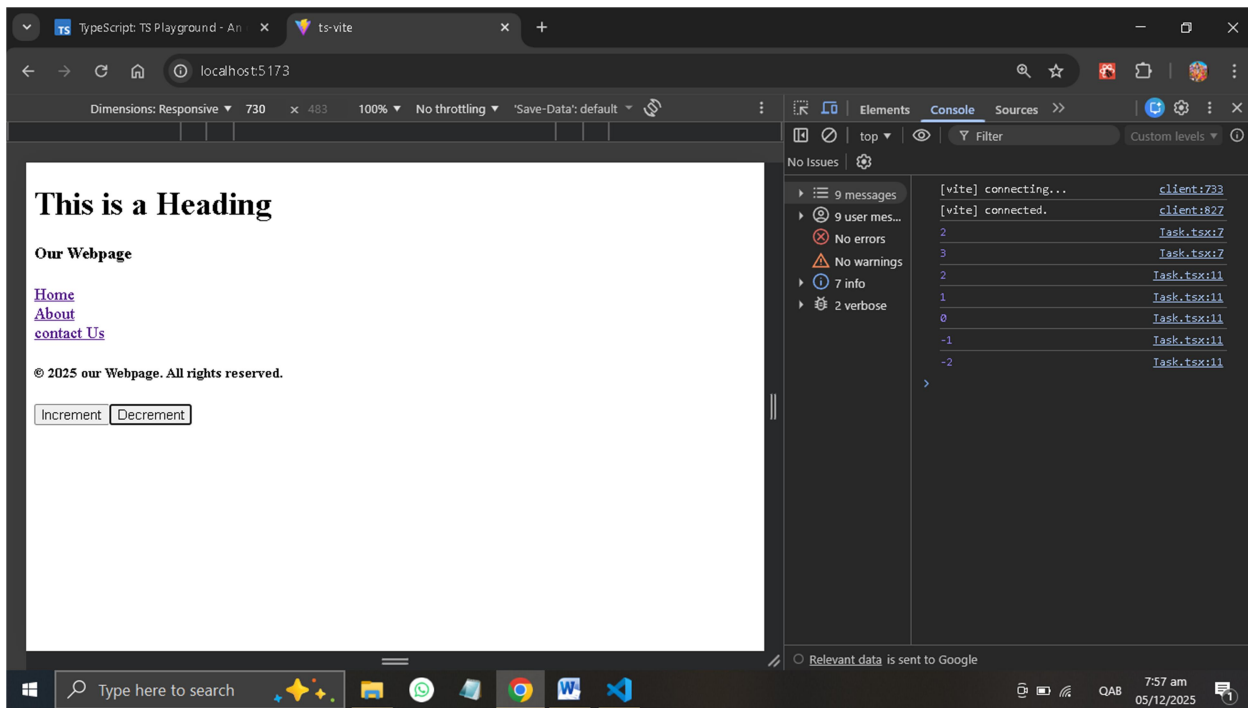 TypeScript: TS Playground - An
ts-vite
localhost:5173
Dimensions: Responsive 730 × 483 100% No throttling 'Save-Data': default
Elements Console Sources
top Filter Custom levels
No Issues
This is a Heading
Our Webpage
Home
About
contact Us
© 2025 our Webpage. All rights reserved.
Increment Decrement
9 messages
9 user mes...
No errors
No warnings
7 info
2 verbose
[vite] connecting... client:733
[vite] connected. client:827
2 Task.tsx:7
3 Task.tsx:7
2 Task.tsx:11
1 Task.tsx:11
0 Task.tsx:11
-1 Task.tsx:11
-2 Task.tsx:11
Relevant data is sent to Google
Type here to search
QAB
7:57 am
05/12/2025
1